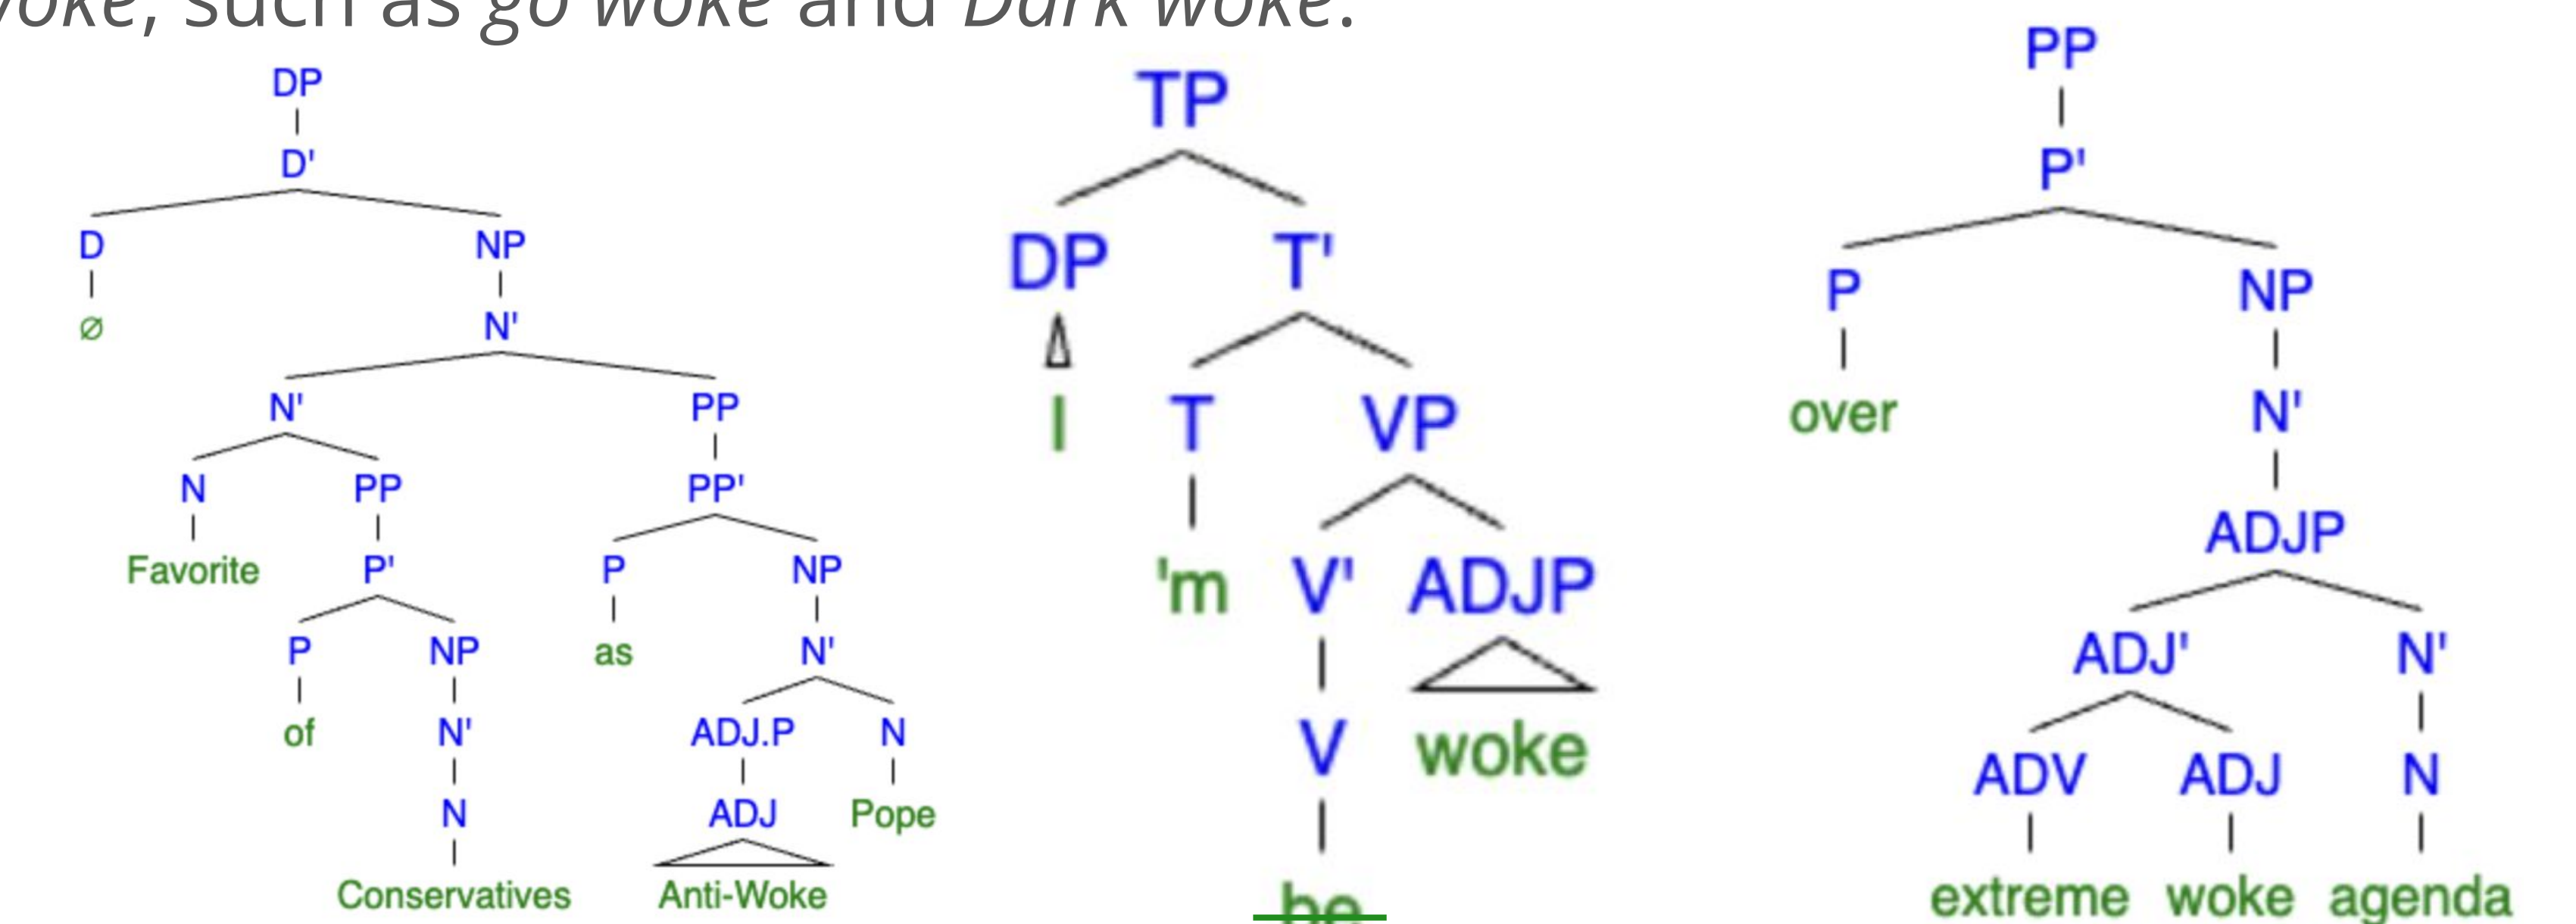 woke, such as go woke and Dark woke.
DP
D'
D NP
∅ N'
N' PP
N PP PP'
Favorite P' P NP
P NP as N'
of N' ADJ.P N
N ADJ Pope
Conservatives Anti-Woke
TP
DP T'
I T VP
'm V' ADJP
V woke
be
PP
P'
P NP
over N'
ADJP
ADJ' N'
ADV ADJ N
extreme woke agenda